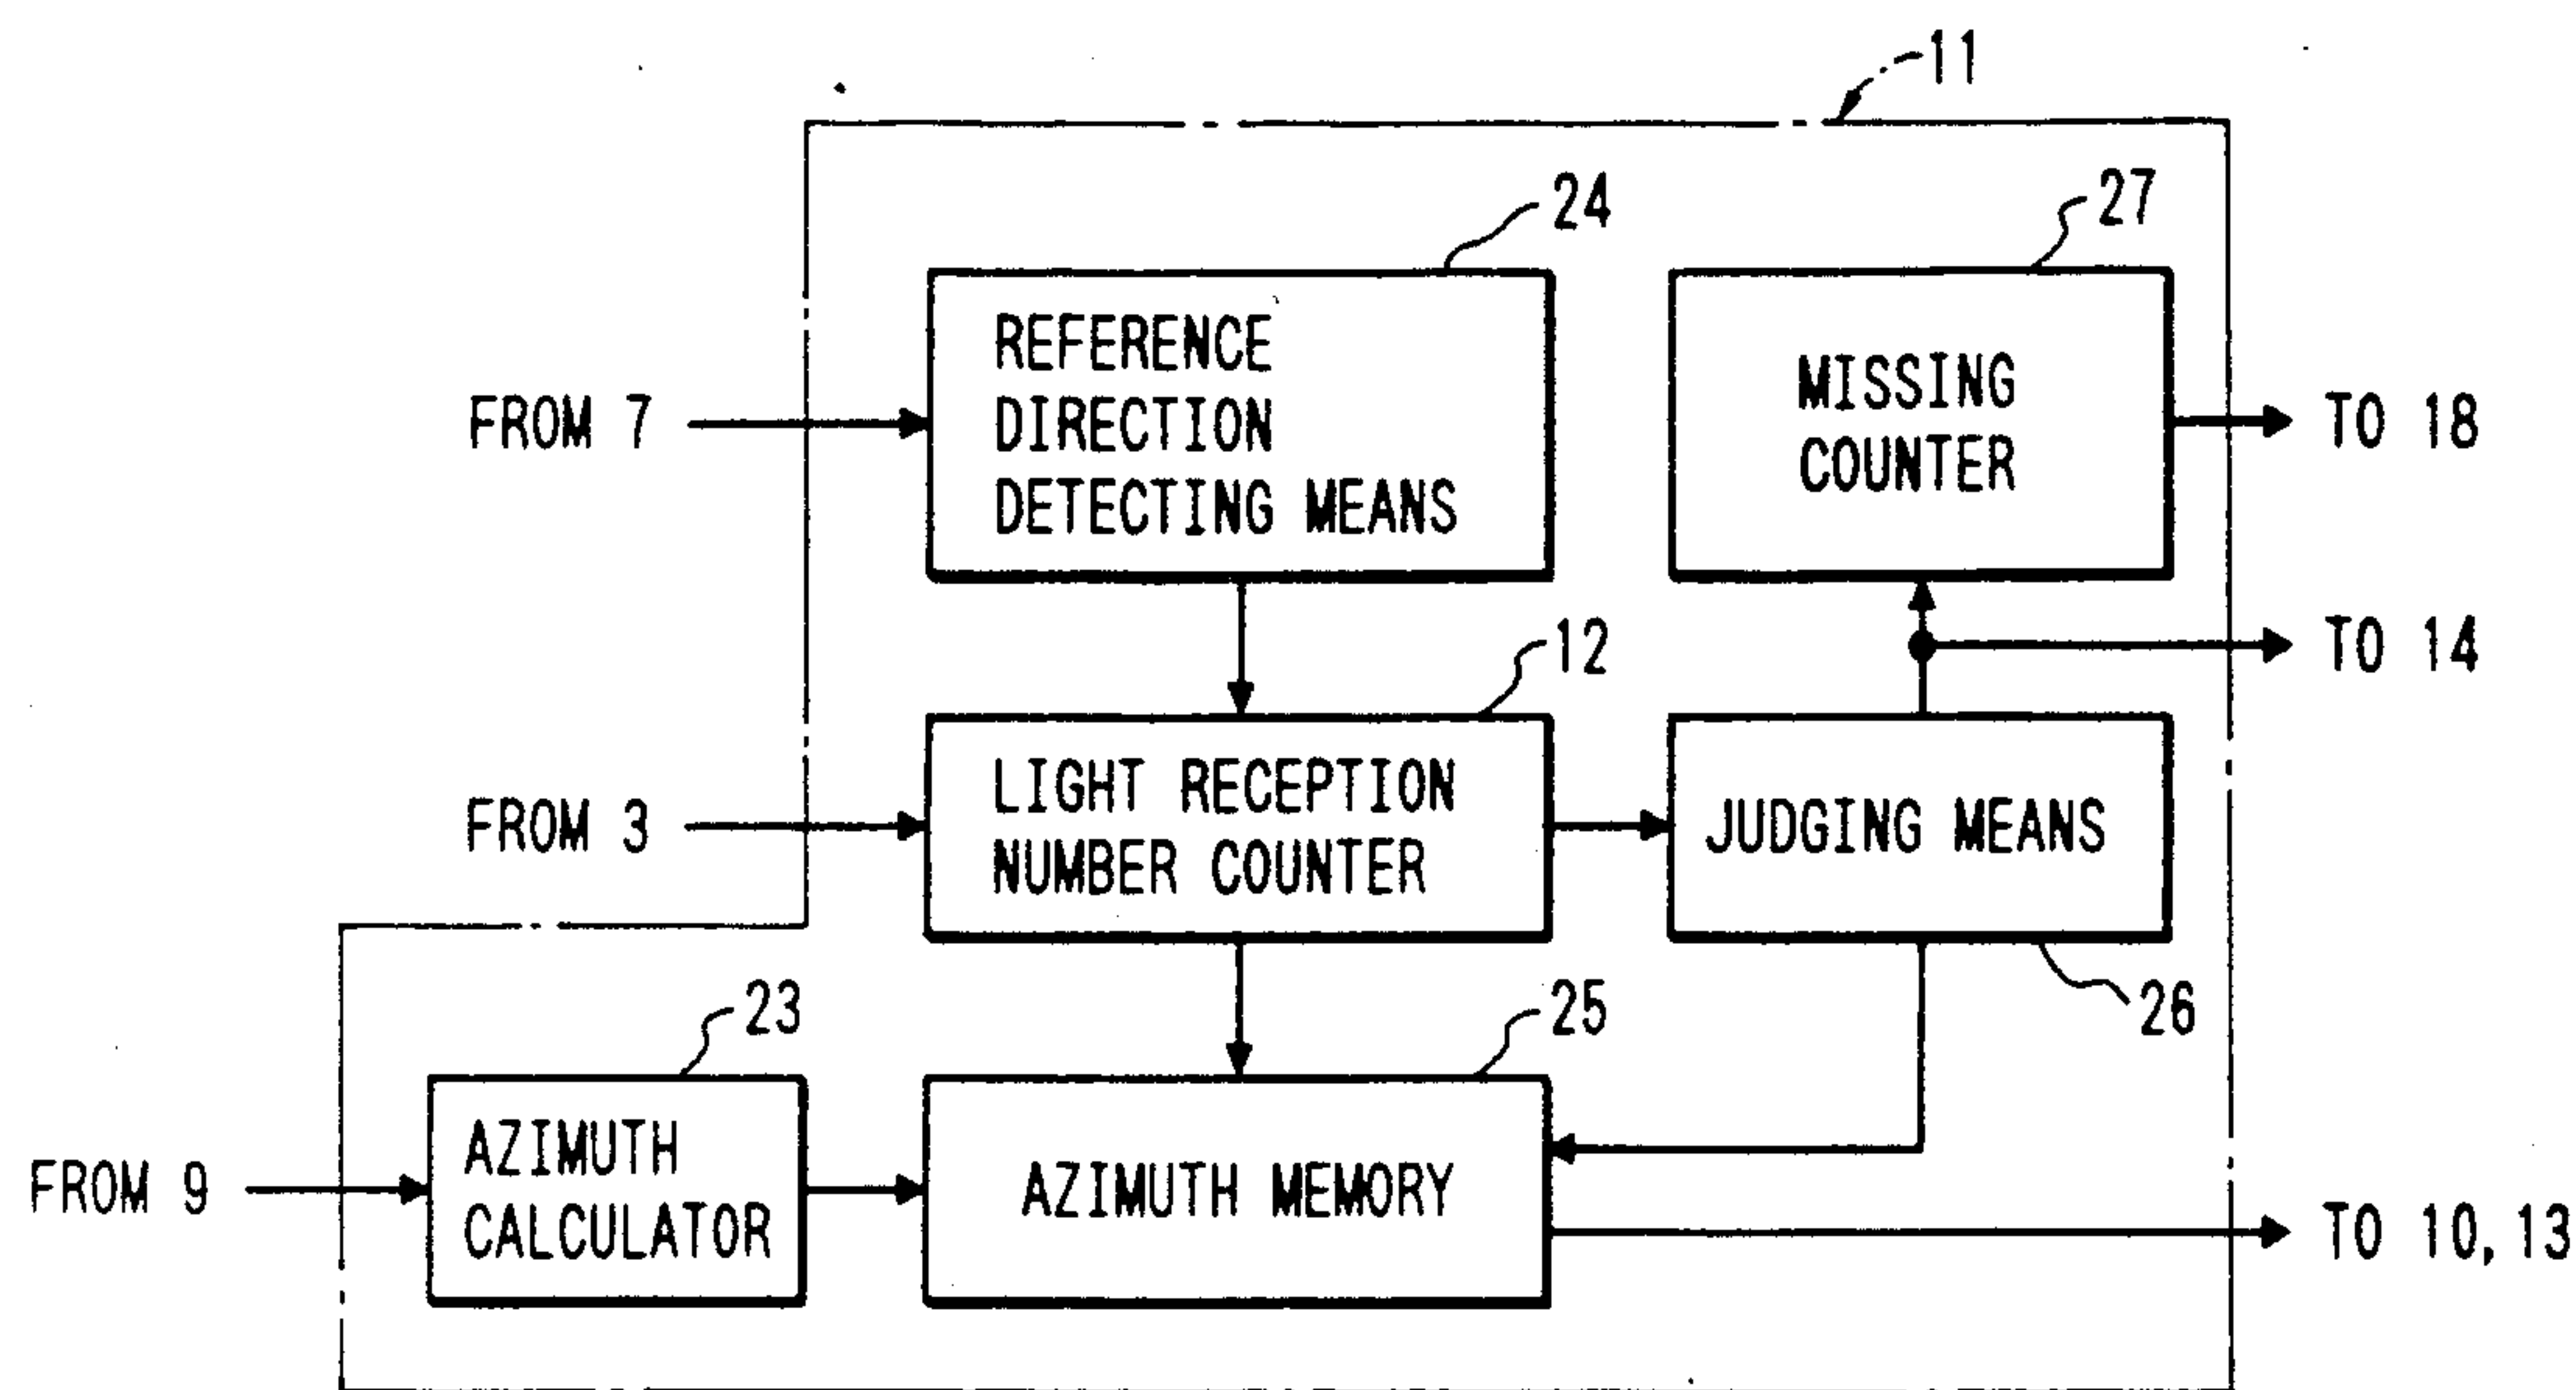 11
24
27
REFERENCE
DIRECTION
DETECTING MEANS
MISSING
COUNTER
FROM 7
TO 18
12
TO 14
LIGHT RECEPTION
NUMBER COUNTER
JUDGING MEANS
FROM 3
23
25
26
AZIMUTH
CALCULATOR
AZIMUTH MEMORY
FROM 9
TO 10, 13